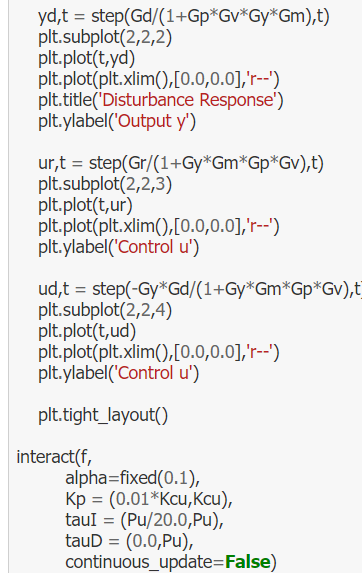 yd,t = step(Gd/(1+Gp*Gv*Gy*Gm),t)
plt.subplot(2,2,2)
plt.plot(t,yd)
plt.plot(plt.xlim(),[0.0,0.0],'r--')
plt.title('Disturbance Response')
plt.ylabel('Output y')
ur,t = step(Gr/(1+Gy*Gm*Gp*Gv),t)
plt.subplot(2,2,3)
plt.plot(t,ur)
plt.plot(plt.xlim(),[0.0,0.0],'r--')
plt.ylabel('Control u')
ud,t = step(-Gy*Gd/(1+Gy*Gm*Gp*Gv),t)
plt.subplot(2,2,4)
plt.plot(t,ud)
plt.plot(plt.xlim(),[0.0,0.0],'r--')
plt.ylabel('Control u')
plt.tight_layout()
interact(f,
alpha=fixed(0.1),
Kp = (0.01*Kcu,Kcu),
tauI = (Pu/20.0,Pu),
tauD = (0.0,Pu),
continuous_update=False)